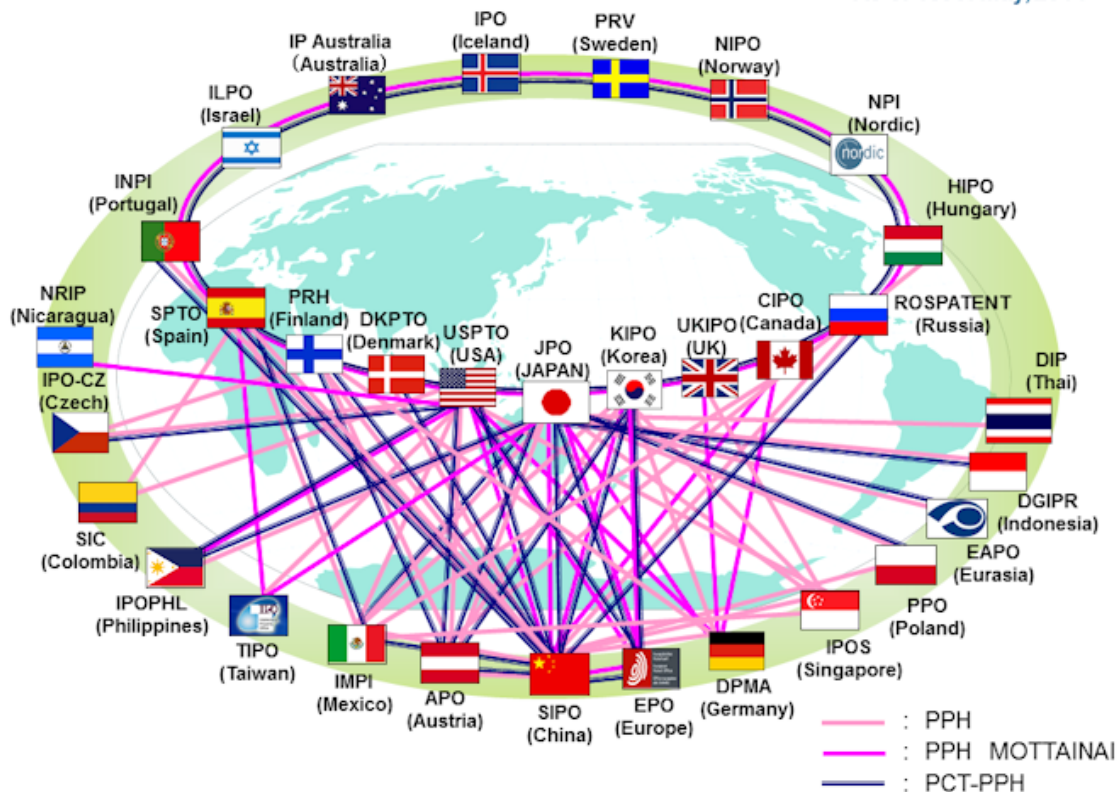 IPO
(Iceland)
PRV
(Sweden)
IP Australia
(Australia)
NIPO
(Norway)
ILPO
(Israel)
NPI
(Nordic)
nordic
INPI
(Portugal)
HIPO
(Hungary)
NRIP
(Nicaragua)
SPTO
(Spain)
PRH
(Finland)
DKPTO
(Denmark)
USPTO
(USA)
JPO
(JAPAN)
KIPO
(Korea)
UKIPO
(UK)
CIPO
(Canada)
ROSPATENT
(Russia)
IPO-CZ
(Czech)
DIP
(Thai)
SIC
(Colombia)
DGIPR
(Indonesia)
IPOPHL
(Philippines)
EAPO
(Eurasia)
TIPO
(Taiwan)
PPO
(Poland)
IMPI
(Mexico)
IPOS
(Singapore)
APO
(Austria)
SIPO
(China)
EPO
(Europe)
DPMA
(Germany)
: PPH
: PPH MOTTAINAI
: PCT-PPH